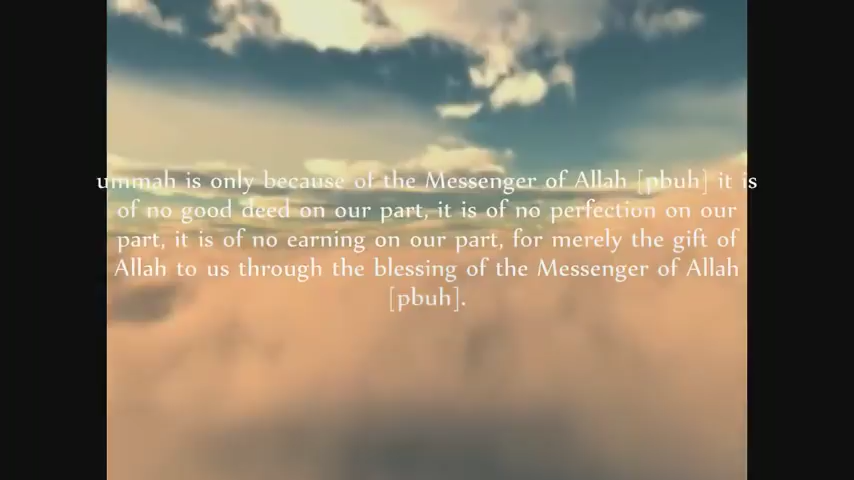 ummah is only because of the Messenger of Allah [pbuh] it is
of no good deed on our part, it is of no perfection on our
part, it is of no earning on our part, for merely the gift of
Allah to us through the blessing of the Messenger of Allah
[pbuh].